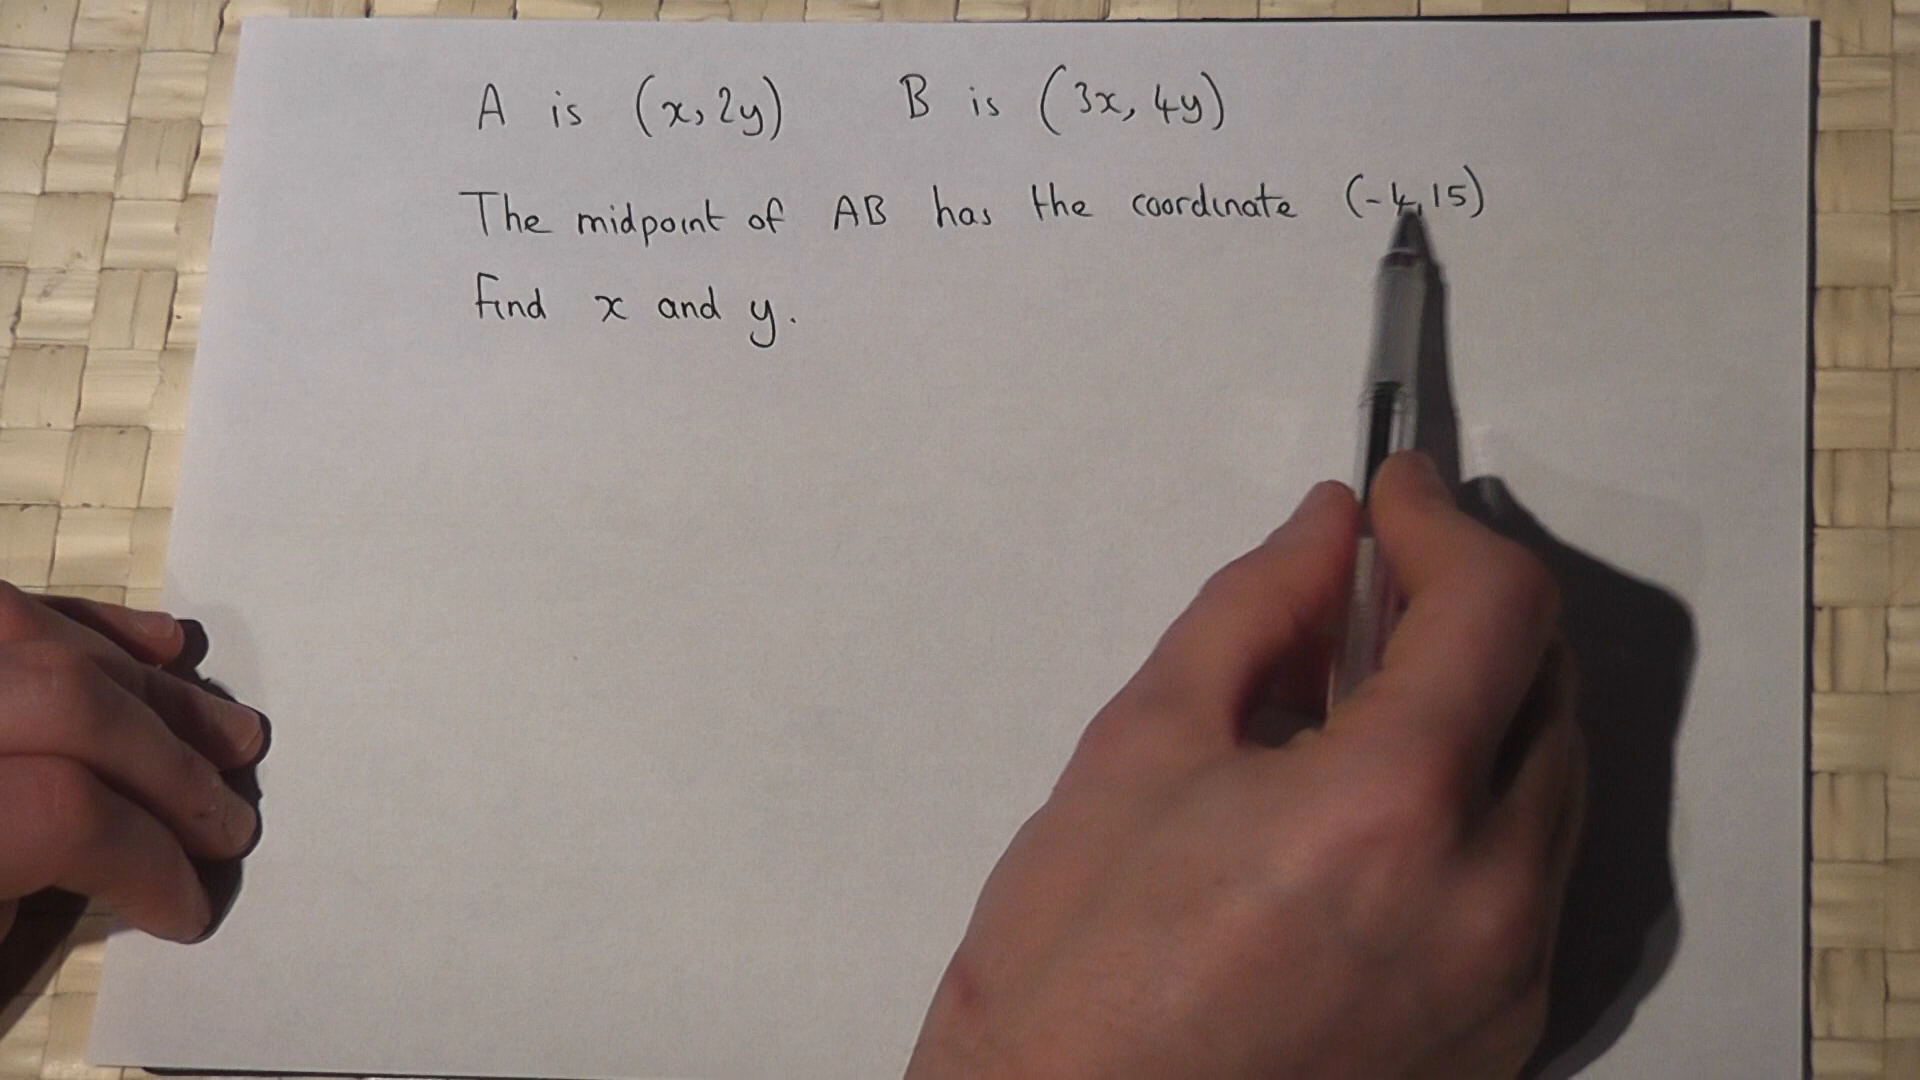 A is (x, 2y) B is (3x, 4y)
The midpoint of AB has the coordinate (-4, 15)
Find x and y.